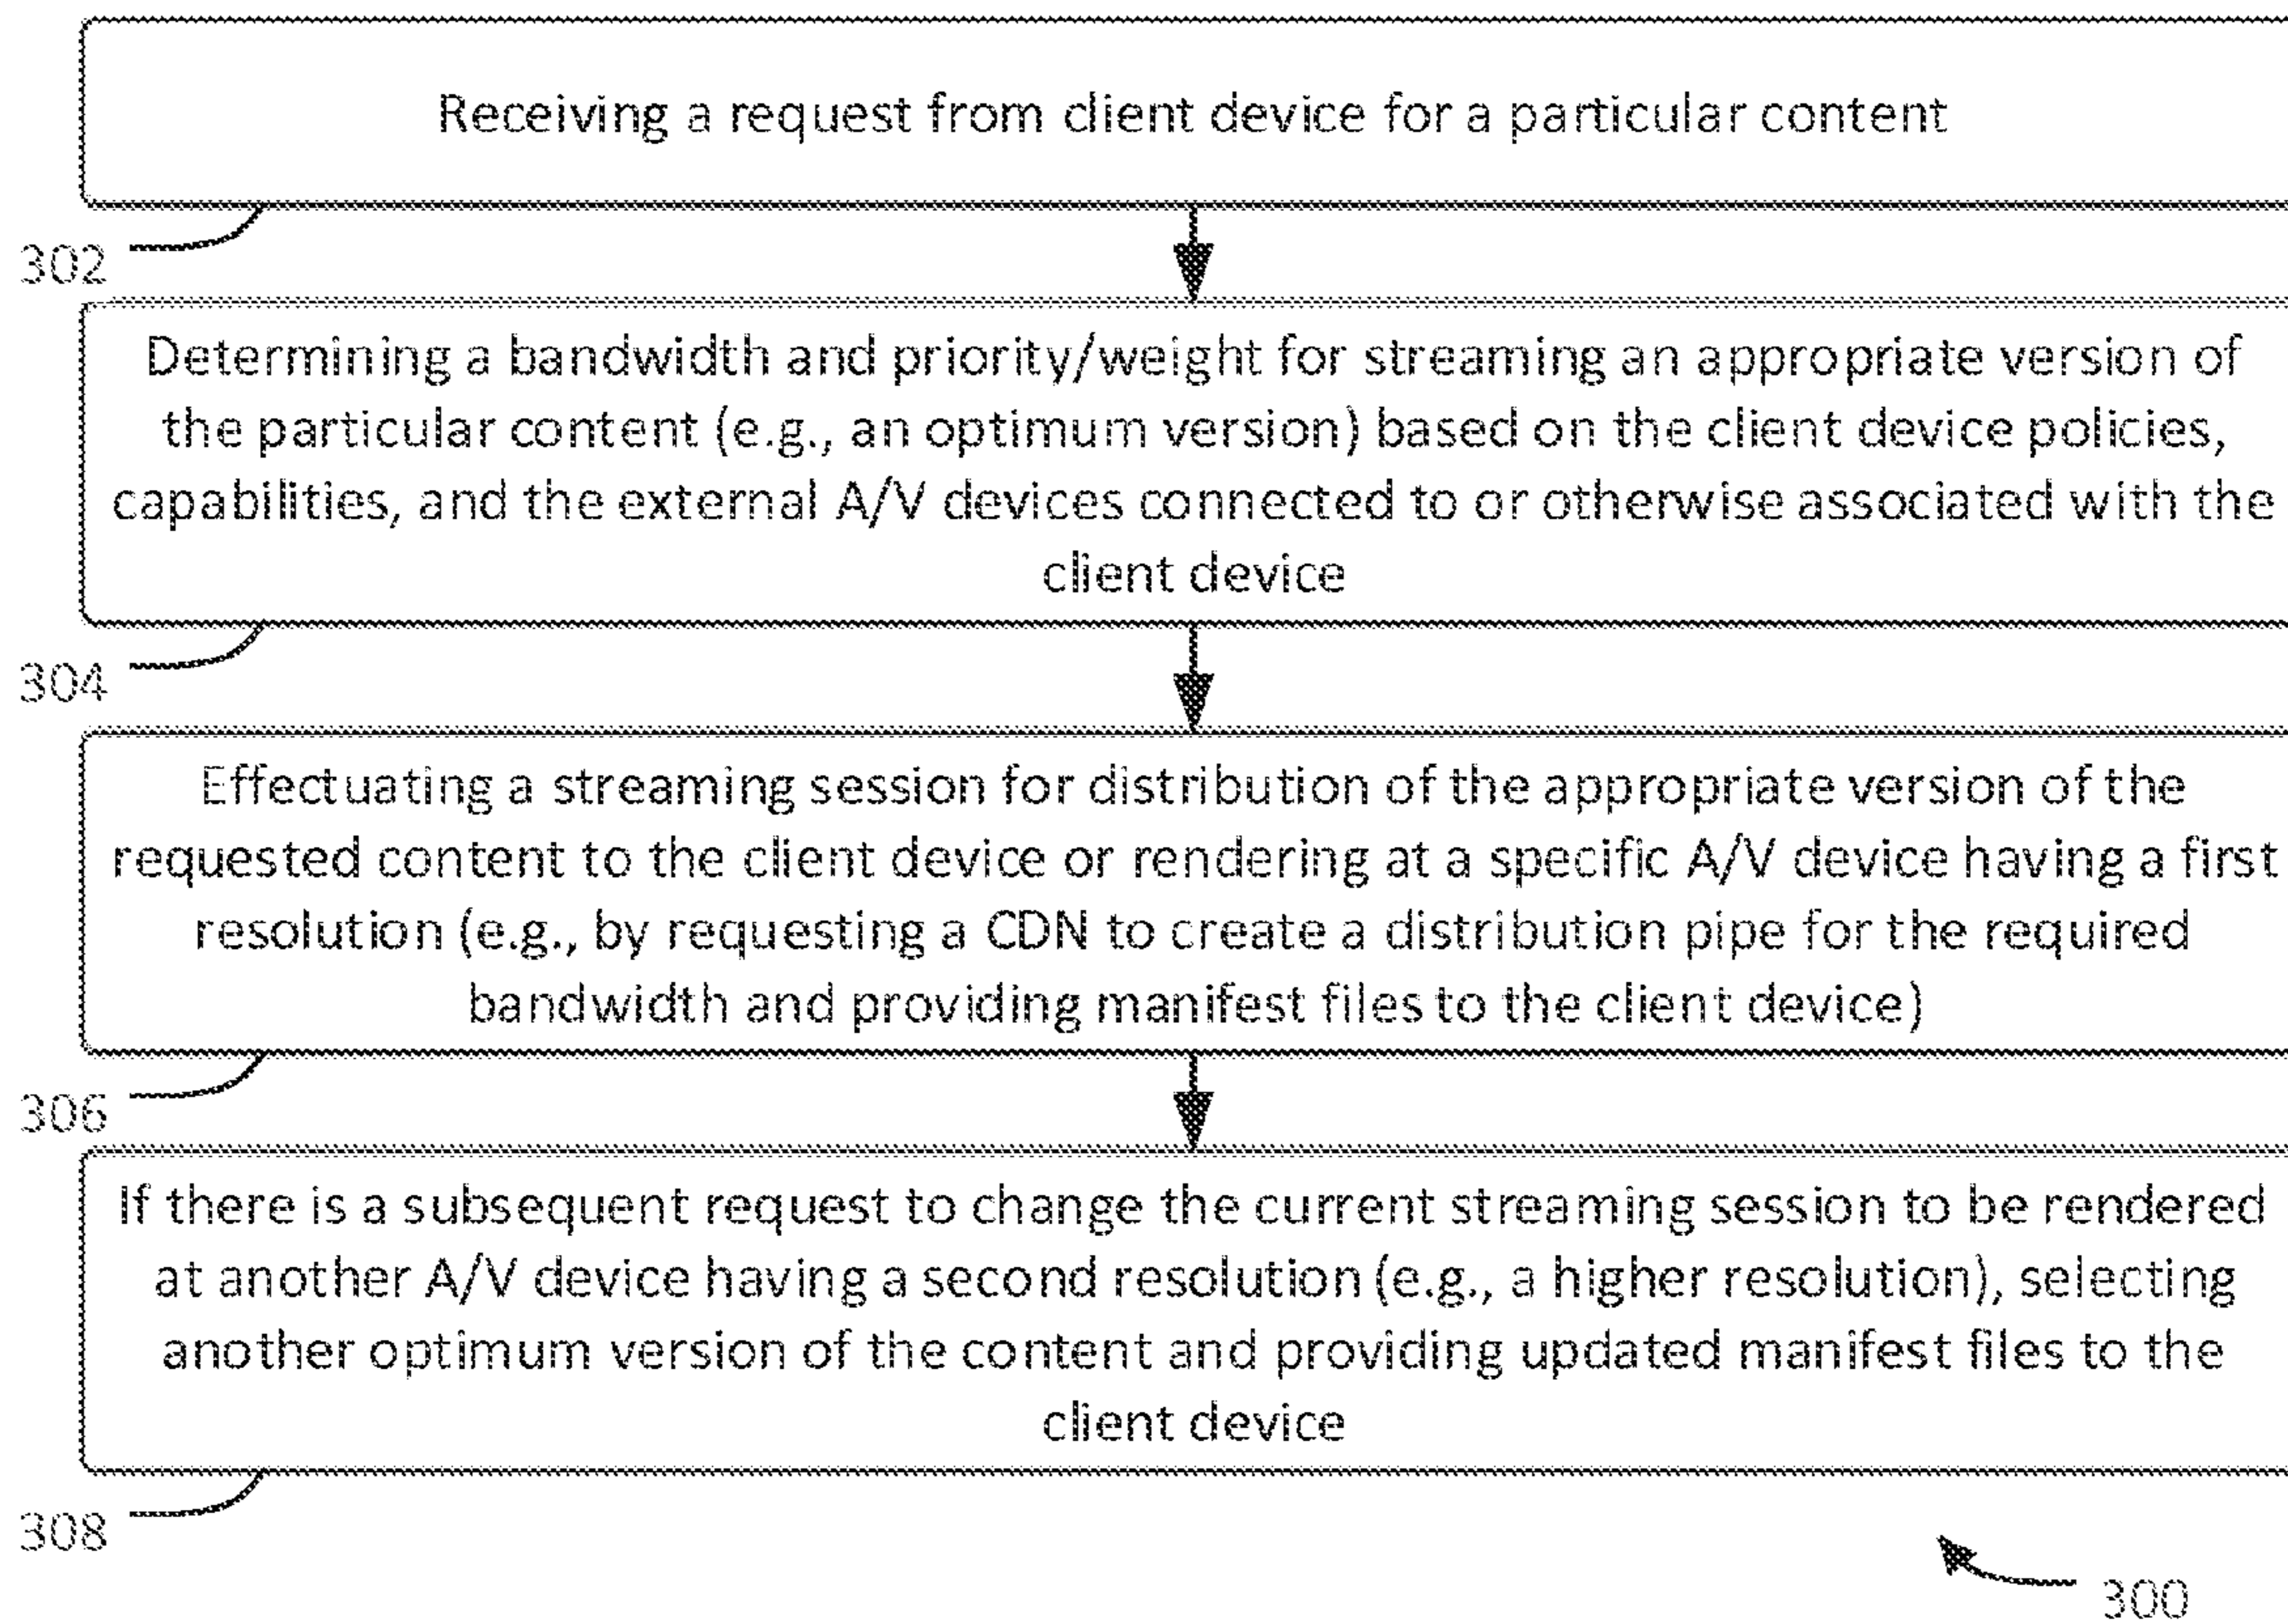 Receiving a request from client device for a particular content
302
Determining a bandwidth and priority/weight for streaming an appropriate version of
the particular content (e.g., an optimum version) based on the client device policies,
capabilities, and the external A/V devices connected to or otherwise associated with the
client device
304
Effectuating a streaming session for distribution of the appropriate version of the
requested content to the client device or rendering at a specific A/V device having a first
resolution (e.g., by requesting a CDN to create a distribution pipe for the required
bandwidth and providing manifest files to the client device)
306
If there is a subsequent request to change the current streaming session to be rendered
at another A/V device having a second resolution (e.g., a higher resolution), selecting
another optimum version of the content and providing updated manifest files to the
client device
308
300